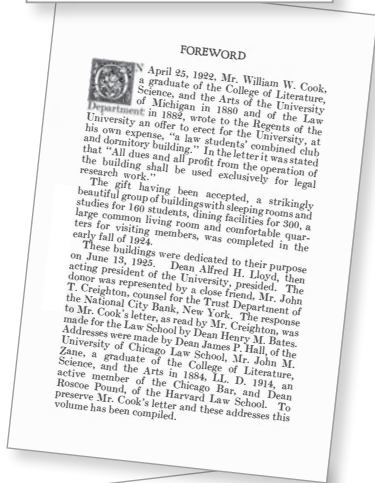 FOREWORD
ON April 25, 1922, Mr. William W. Cook,
a graduate of the College of Literature,
Science, and the Arts of the University
of Michigan in 1880 and of the Law
Department in 1882, wrote to the Regents of the
University an offer to erect for the University, at
his own expense, "a law students' combined club
and dormitory building." In the letter it was stated
that "All dues and all profit from the operation of
the building shall be used exclusively for legal
research work."
The gift having been accepted, a strikingly
beautiful group of buildings with sleeping rooms and
studies for 160 students, dining facilities for 300, a
large common living room and comfortable quar-
ters for visiting members, was completed in the
early fall of 1924.
These buildings were dedicated to their purpose
on June 13, 1925. Dean Alfred H. Lloyd, then
acting president of the University, presided. The
donor was represented by a close friend, Mr. John
T. Creighton, counsel for the Trust Department of
the National City Bank, New York. The response
to Mr. Cook's letter, as read by Mr. Creighton, was
made for the Law School by Dean Henry M. Bates.
Addresses were made by Dean James P. Hall, of the
University of Chicago Law School, Mr. John M.
Zane, a graduate of the College of Literature,
Science, and the Arts in 1884, LL. D. 1914, an
active member of the Chicago Bar, and Dean
Roscoe Pound, of the Harvard Law School. To
preserve Mr. Cook's letter and these addresses this
volume has been compiled.